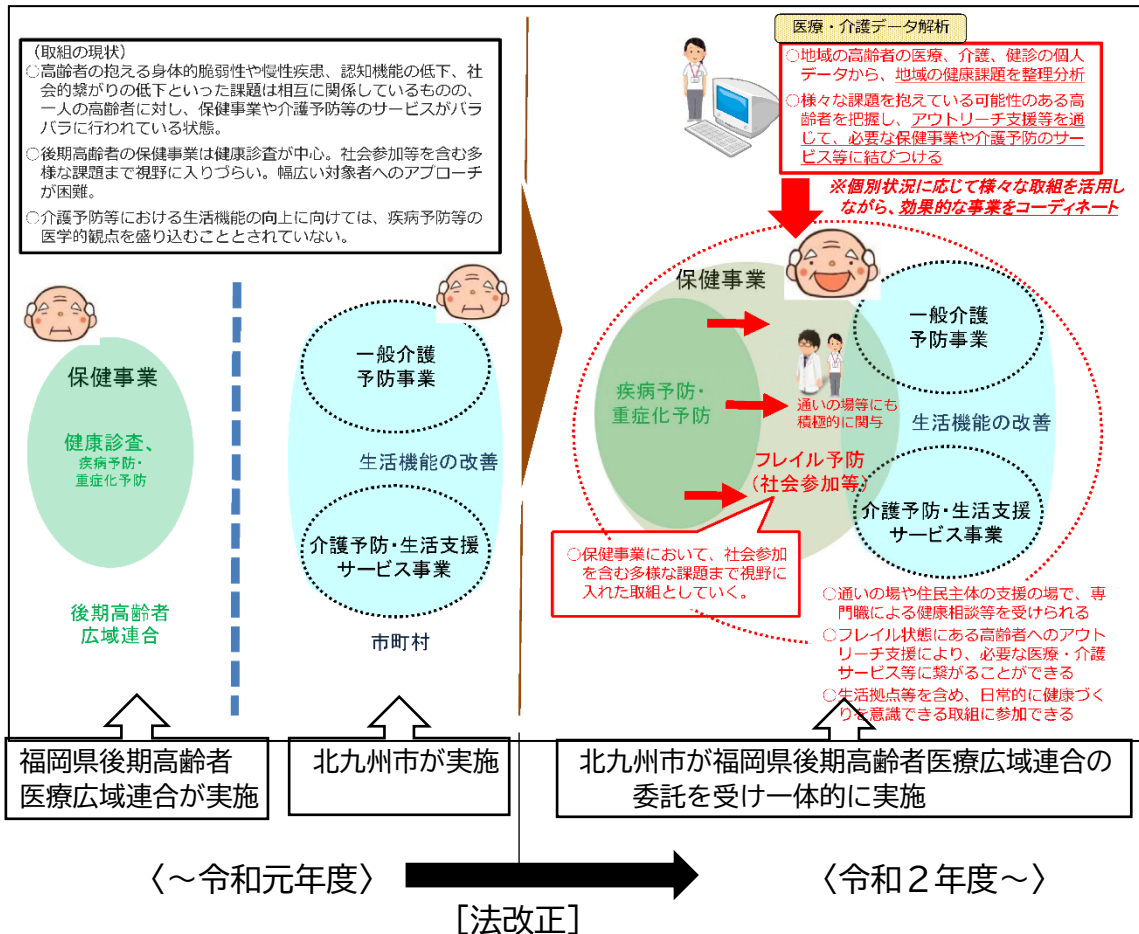 （取組の現状）
○高齢者の抱える身体的脆弱性や慢性疾患、認知機能の低下、社
会的繋がりの低下といった課題は相互に関係しているものの、
一人の高齢者に対し、保健事業や介護予防等のサービスがバラ
バラに行われている状態。
○後期高齢者の保健事業は健康診査が中心。社会参加等を含む多
様な課題まで視野に入りづらい。幅広い対象者へのアプローチ
が困難。
○介護予防等における生活機能の向上に向けては、疾病予防等の
医学的観点を盛り込むこととされていない。
保健事業
健康診査、
疾病予防・
重症化予防
後期高齢者
広域連合
一般介護
予防事業
生活機能の改善
介護予防・生活支援
サービス事業
市町村
福岡県後期高齢者
医療広域連合が実施
北九州市が実施
医療・介護データ解析
○地域の高齢者の医療、介護、健診の個人
データから、地域の健康課題を整理分析
○様々な課題を抱えている可能性のある高
齢者を把握し、アウトリーチ支援等を通
じて、必要な保健事業や介護予防のサー
ビス等に結びつける
※個別状況に応じて様々な取組を活用し
ながら、効果的な事業をコーディネート
保健事業
疾病予防・
重症化予防
通いの場等にも
積極的に関与
フレイル予防
（社会参加等）
一般介護
予防事業
生活機能の改善
介護予防・生活支援
サービス事業
○保健事業において、社会参加
を含む多様な課題まで視野に
入れた取組としていく。
○通いの場や住民主体の支援の場で、専
門職による健康相談等を受けられる
○フレイル状態にある高齢者へのアウト
リーチ支援により、必要な医療・介護
サービス等に繋がることができる
○生活拠点等を含め、日常的に健康づく
りを意識できる取組に参加できる
北九州市が福岡県後期高齢者医療広域連合の
委託を受け一体的に実施
〈～令和元年度〉
［法改正］
〈令和２年度～〉